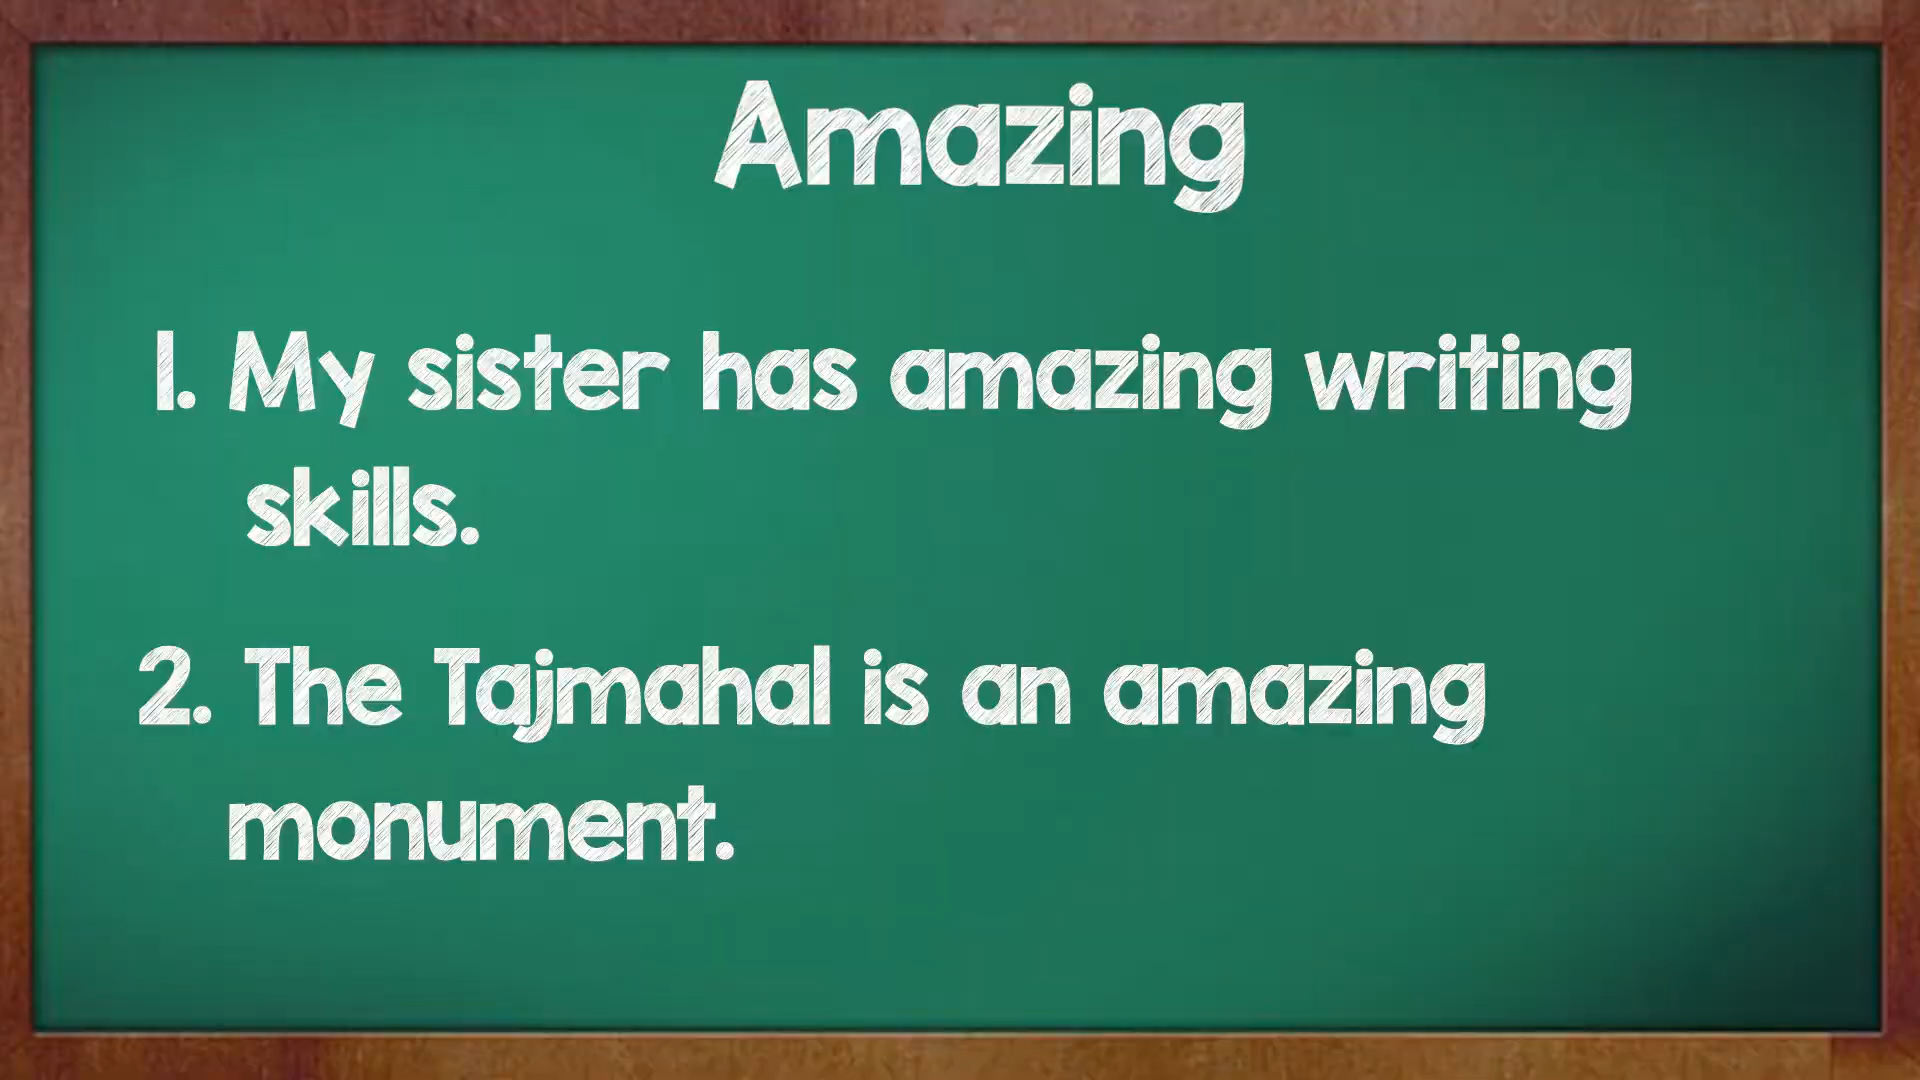 Amazing
1. My sister has amazing writing
skills.
2. The Tajmahal is an amazing
monument.